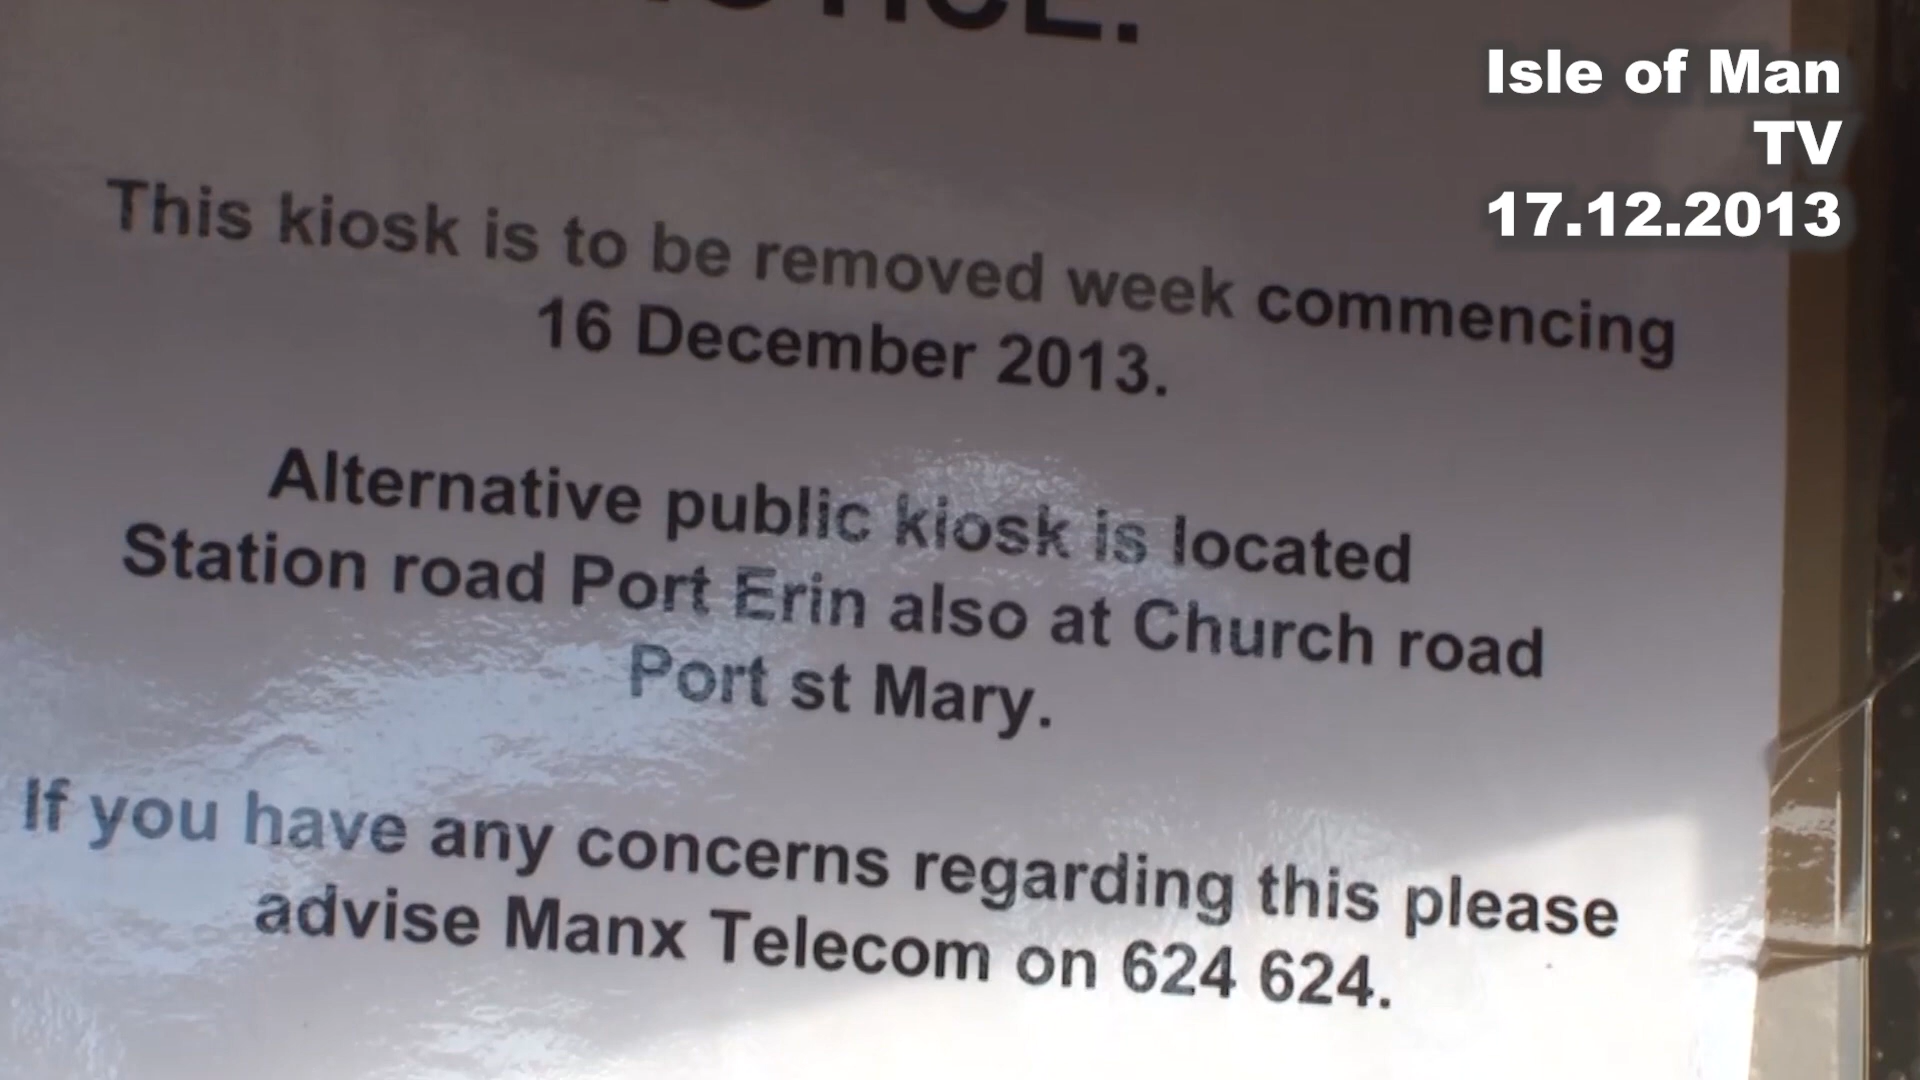 Isle of Man
TV
17.12.2013
This kiosk is to be removed week commencing
16 December 2013.
Alternative public kiosk is located
Station road Port Erin also at Church road
Port st Mary.
If you have any concerns regarding this please
advise Manx Telecom on 624 624.